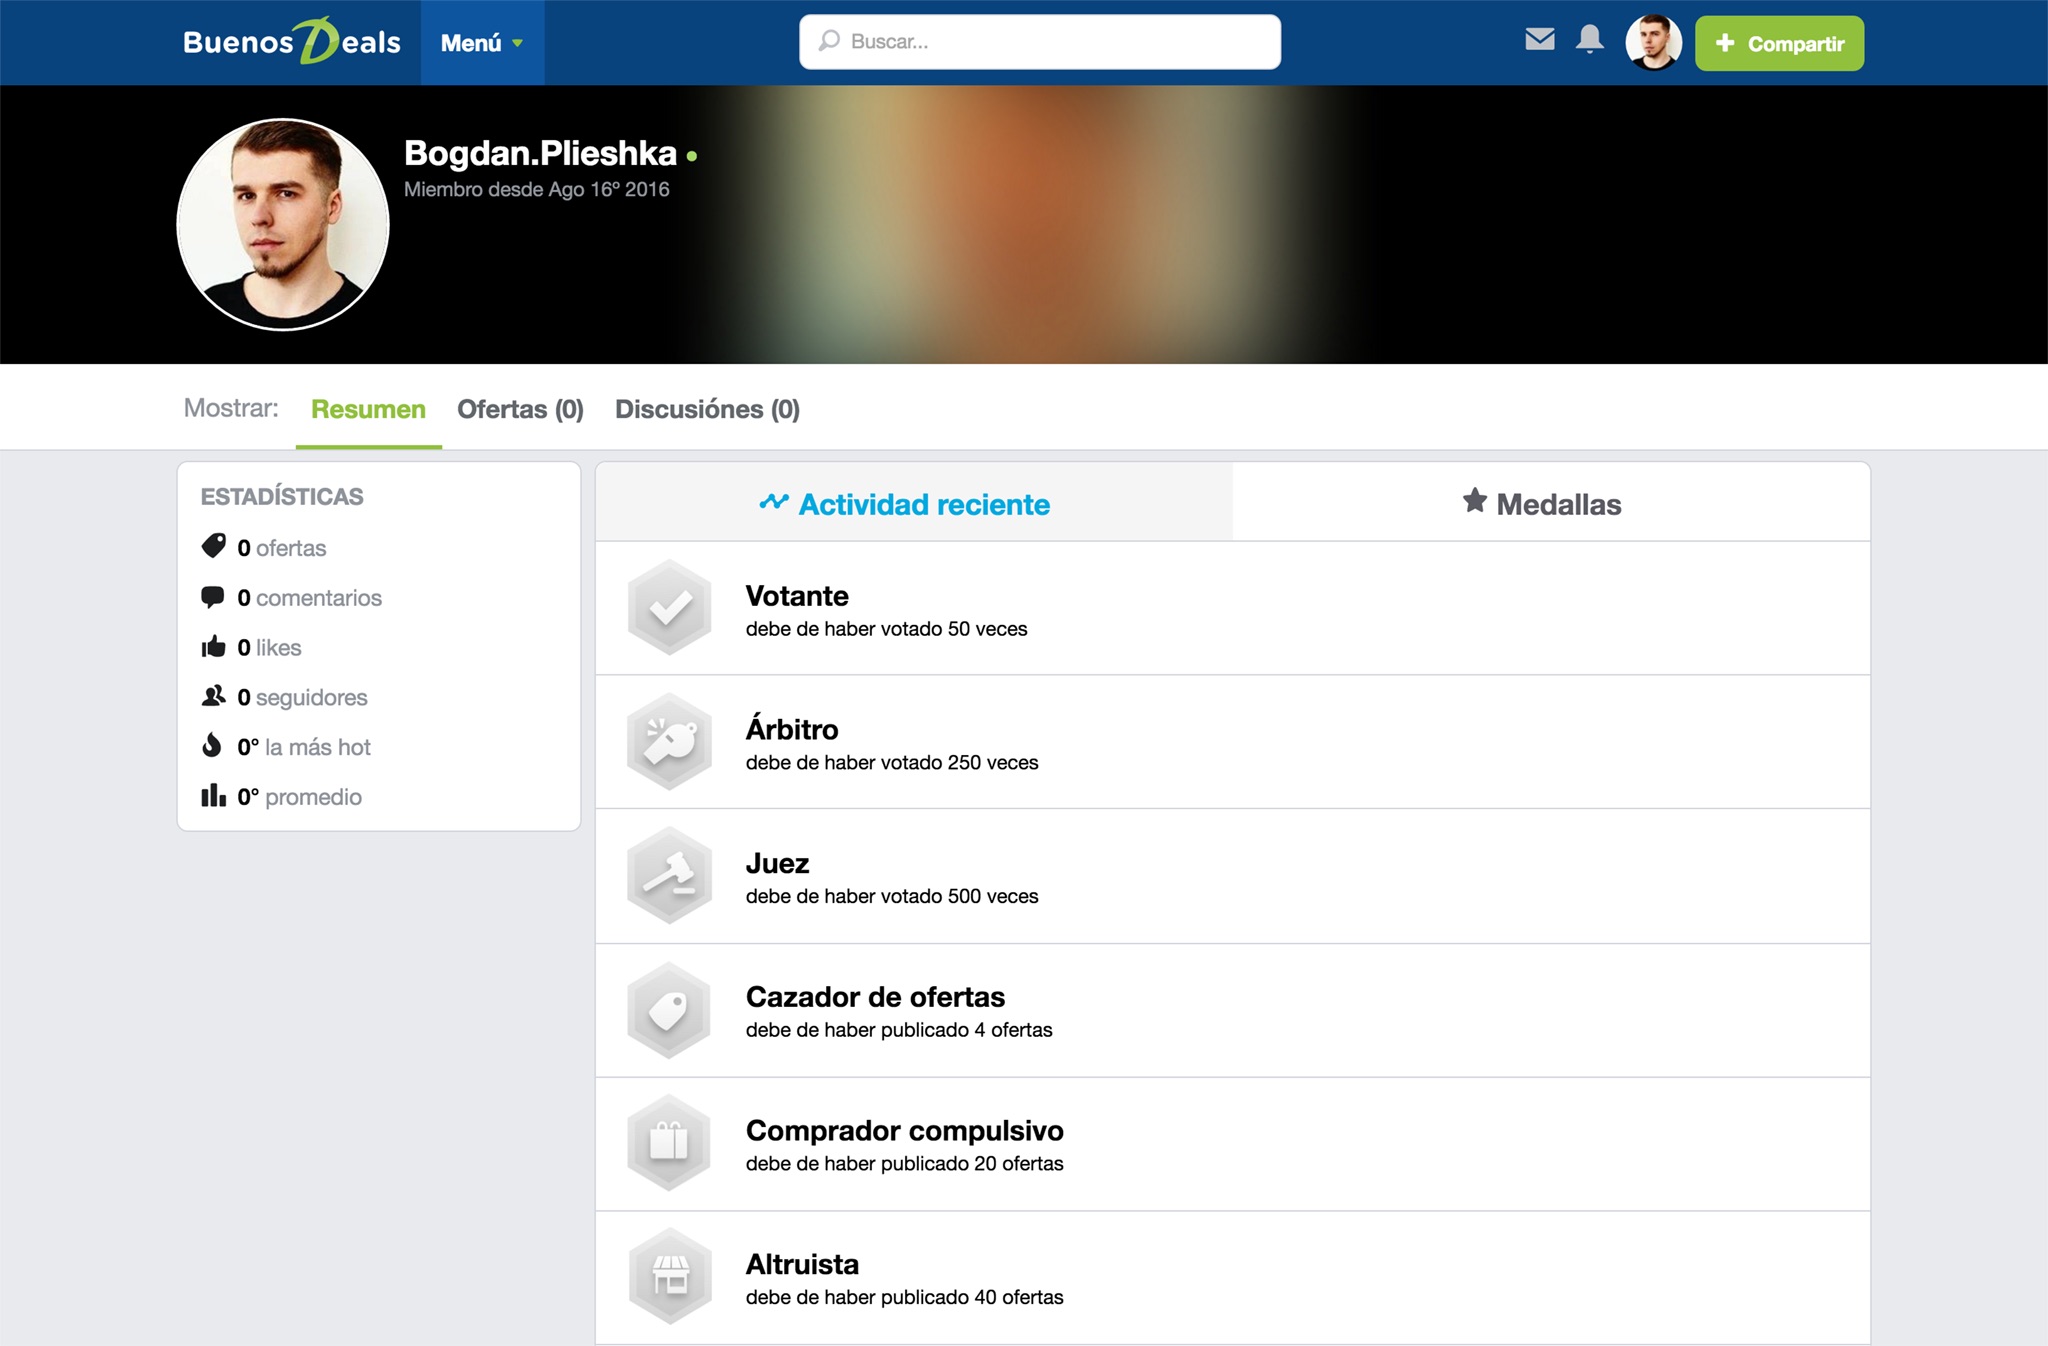 BuenosDeals
Menú
Buscar...
Compartir
Bogdan.Plieshka
Miembro desde Ago 16º 2016
Mostrar:
Resumen
Ofertas (0)
Discusiónes (0)
ESTADÍSTICAS
0 ofertas
0 comentarios
0 likes
0 seguidores
0° la más hot
0° promedio
Actividad reciente
Medallas
Votante
debe de haber votado 50 veces
Árbitro
debe de haber votado 250 veces
Juez
debe de haber votado 500 veces
Cazador de ofertas
debe de haber publicado 4 ofertas
Comprador compulsivo
debe de haber publicado 20 ofertas
Altruista
debe de haber publicado 40 ofertas